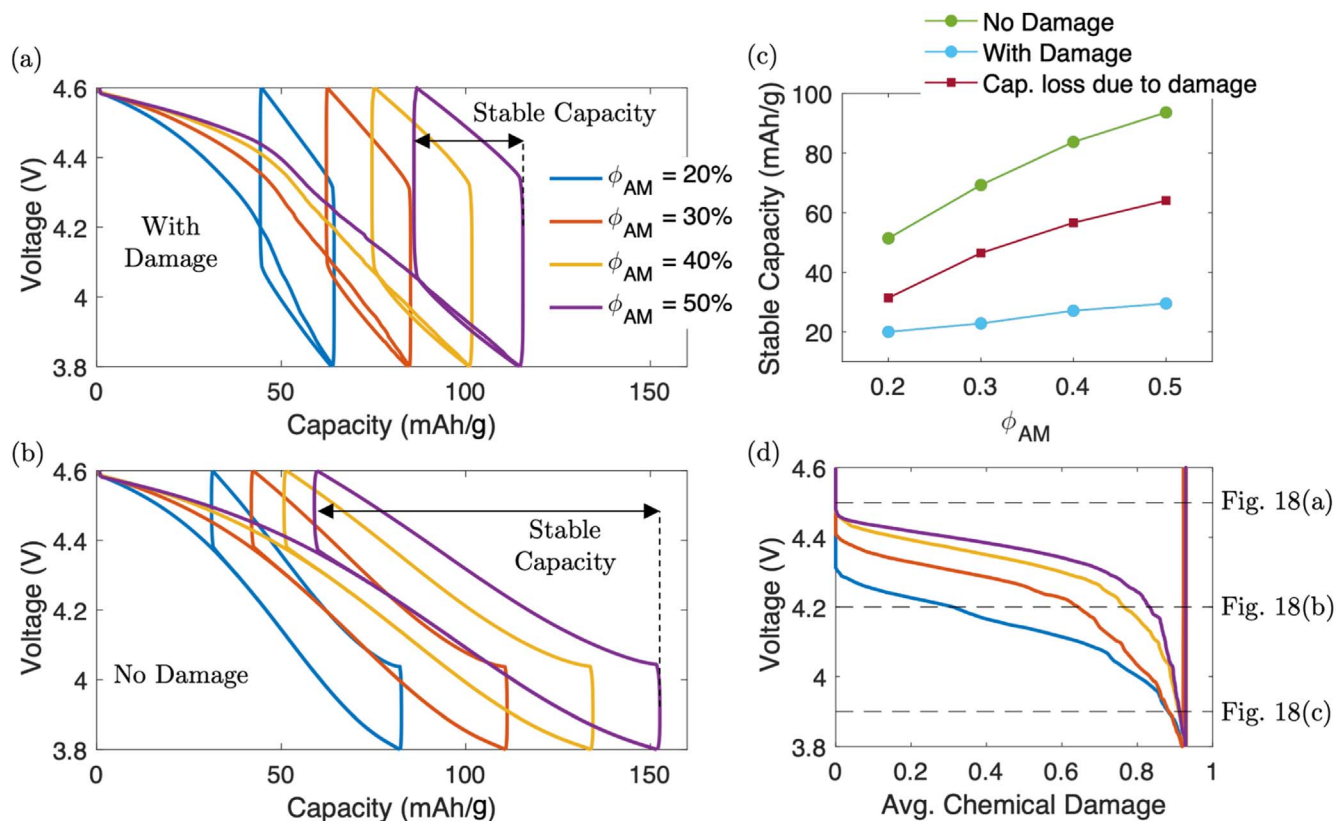 (a)
4.6
4.4
4.2
4
3.8
Voltage (V)
With
Damage
Stable Capacity
ϕAM = 20%
ϕAM = 30%
ϕAM = 40%
ϕAM = 50%
0 50 100 150
Capacity (mAh/g)
(b)
4.6
4.4
4.2
4
3.8
Voltage (V)
No Damage
Stable
Capacity
0 50 100 150
Capacity (mAh/g)
(c)
No Damage
With Damage
Cap. loss due to damage
100
80
60
40
20
Stable Capacity (mAh/g)
0.2 0.3 0.4 0.5
ϕAM
(d)
4.6
4.4
4.2
4
3.8
Voltage (V)
Fig. 18(a)
Fig. 18(b)
Fig. 18(c)
0 0.2 0.4 0.6 0.8 1
Avg. Chemical Damage